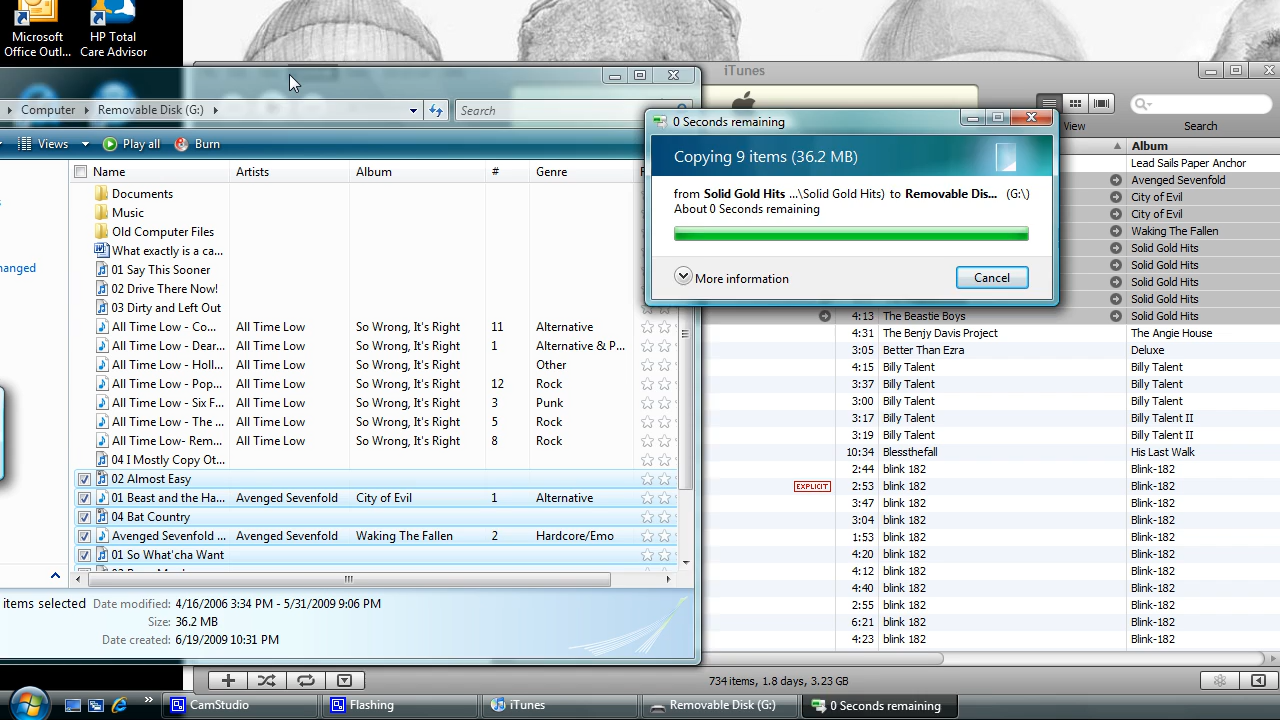 Microsoft
Office Outl...
HP Total
Care Advisor
iTunes
Computer
Removable Disk (G:)
Search
Views
Play all
Burn
View
Search
Name
Artists
Album
#
Genre
Documents
Music
Old Computer Files
What exactly is a ca...
01 Say This Sooner
02 Drive There Now!
03 Dirty and Left Out
All Time Low - Co... All Time Low So Wrong, It's Right 11 Alternative
All Time Low - Dear... All Time Low So Wrong, It's Right 1 Alternative & P...
All Time Low - Holl... All Time Low So Wrong, It's Right Other
All Time Low - Pop... All Time Low So Wrong, It's Right 12 Rock
All Time Low - Six F... All Time Low So Wrong, It's Right 3 Punk
All Time Low - The ... All Time Low So Wrong, It's Right 5 Rock
All Time Low- Rem... All Time Low So Wrong, It's Right 8 Rock
04 I Mostly Copy Ot...
02 Almost Easy
01 Beast and the Ha... Avenged Sevenfold City of Evil 1 Alternative
04 Bat Country
Avenged Sevenfold ... Avenged Sevenfold Waking The Fallen 2 Hardcore/Emo
01 So What'cha Want
hanged
items selected
Date modified: 4/16/2006 3:34 PM - 5/31/2009 9:06 PM
Size: 36.2 MB
Date created: 6/19/2009 10:31 PM
0 Seconds remaining
Copying 9 items (36.2 MB)
from Solid Gold Hits ...\Solid Gold Hits) to Removable Dis... (G:\)
About 0 Seconds remaining
More information
Cancel
Album
Lead Sails Paper Anchor
Avenged Sevenfold
City of Evil
City of Evil
Waking The Fallen
Solid Gold Hits
Solid Gold Hits
Solid Gold Hits
Solid Gold Hits
4:13 The Beastie Boys Solid Gold Hits
4:31 The Benjy Davis Project The Angie House
3:05 Better Than Ezra Deluxe
4:15 Billy Talent Billy Talent
3:37 Billy Talent Billy Talent
3:00 Billy Talent Billy Talent
3:17 Billy Talent Billy Talent II
3:19 Billy Talent Billy Talent II
10:34 Blessthefall His Last Walk
2:44 blink 182 Blink-182
EXPLICIT 2:53 blink 182 Blink-182
3:47 blink 182 Blink-182
3:04 blink 182 Blink-182
1:53 blink 182 Blink-182
4:20 blink 182 Blink-182
4:12 blink 182 Blink-182
4:40 blink 182 Blink-182
2:55 blink 182 Blink-182
6:21 blink 182 Blink-182
4:23 blink 182 Blink-182
734 items, 1.8 days, 3.23 GB
CamStudio
Flashing
iTunes
Removable Disk (G:)
0 Seconds remaining